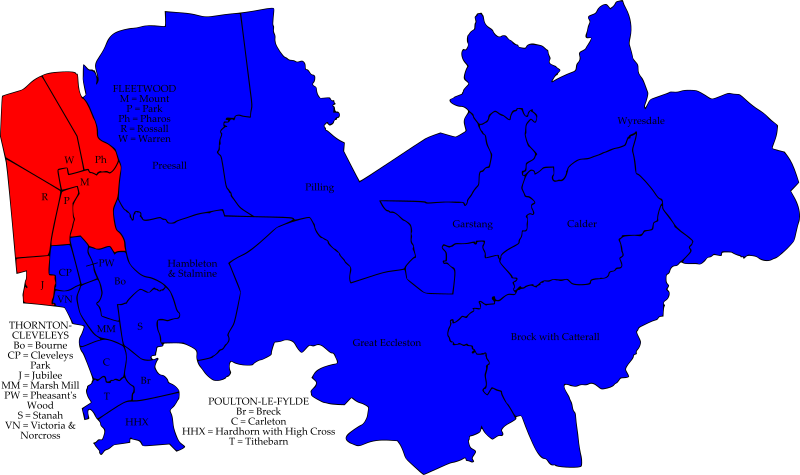 FLEETWOOD
M = Mount
P = Park
Ph = Pharos
R = Rossall
W = Warren
Wyresdale
W
Ph
Preesall
M
Pilling
R
P
Garstang
Calder
Hambleton
& Stalmine
PW
CP
Bo
J
VN
THORNTON-
CLEVELEYS
Bo = Bourne
CP = Cleveleys
Park
J = Jubilee
MM = Marsh Mill
PW = Pheasant's
Wood
S = Stanah
VN = Victoria &
Norcross
MM
S
Great Eccleston
Brock with Catterall
C
Br
T
HHX
POULTON-LE-FYLDE
Br = Breck
C = Carleton
HHX = Hardhorn with High Cross
T = Tithebarn